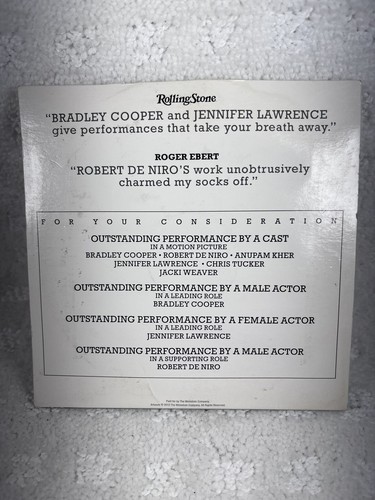 RollingStone
"BRADLEY COOPER and JENNIFER LAWRENCE
give performances that take your breath away."
ROGER EBERT
"ROBERT DE NIRO'S work unobtrusively
charmed my socks off."
FOR YOUR CONSIDERATION
OUTSTANDING PERFORMANCE BY A CAST
IN A MOTION PICTURE
BRADLEY COOPER • ROBERT DE NIRO • ANUPAM KHER
JENNIFER LAWRENCE • CHRIS TUCKER
JACKI WEAVER
OUTSTANDING PERFORMANCE BY A MALE ACTOR
IN A LEADING ROLE
BRADLEY COOPER
OUTSTANDING PERFORMANCE BY A FEMALE ACTOR
IN A LEADING ROLE
JENNIFER LAWRENCE
OUTSTANDING PERFORMANCE BY A MALE ACTOR
IN A SUPPORTING ROLE
ROBERT DE NIRO